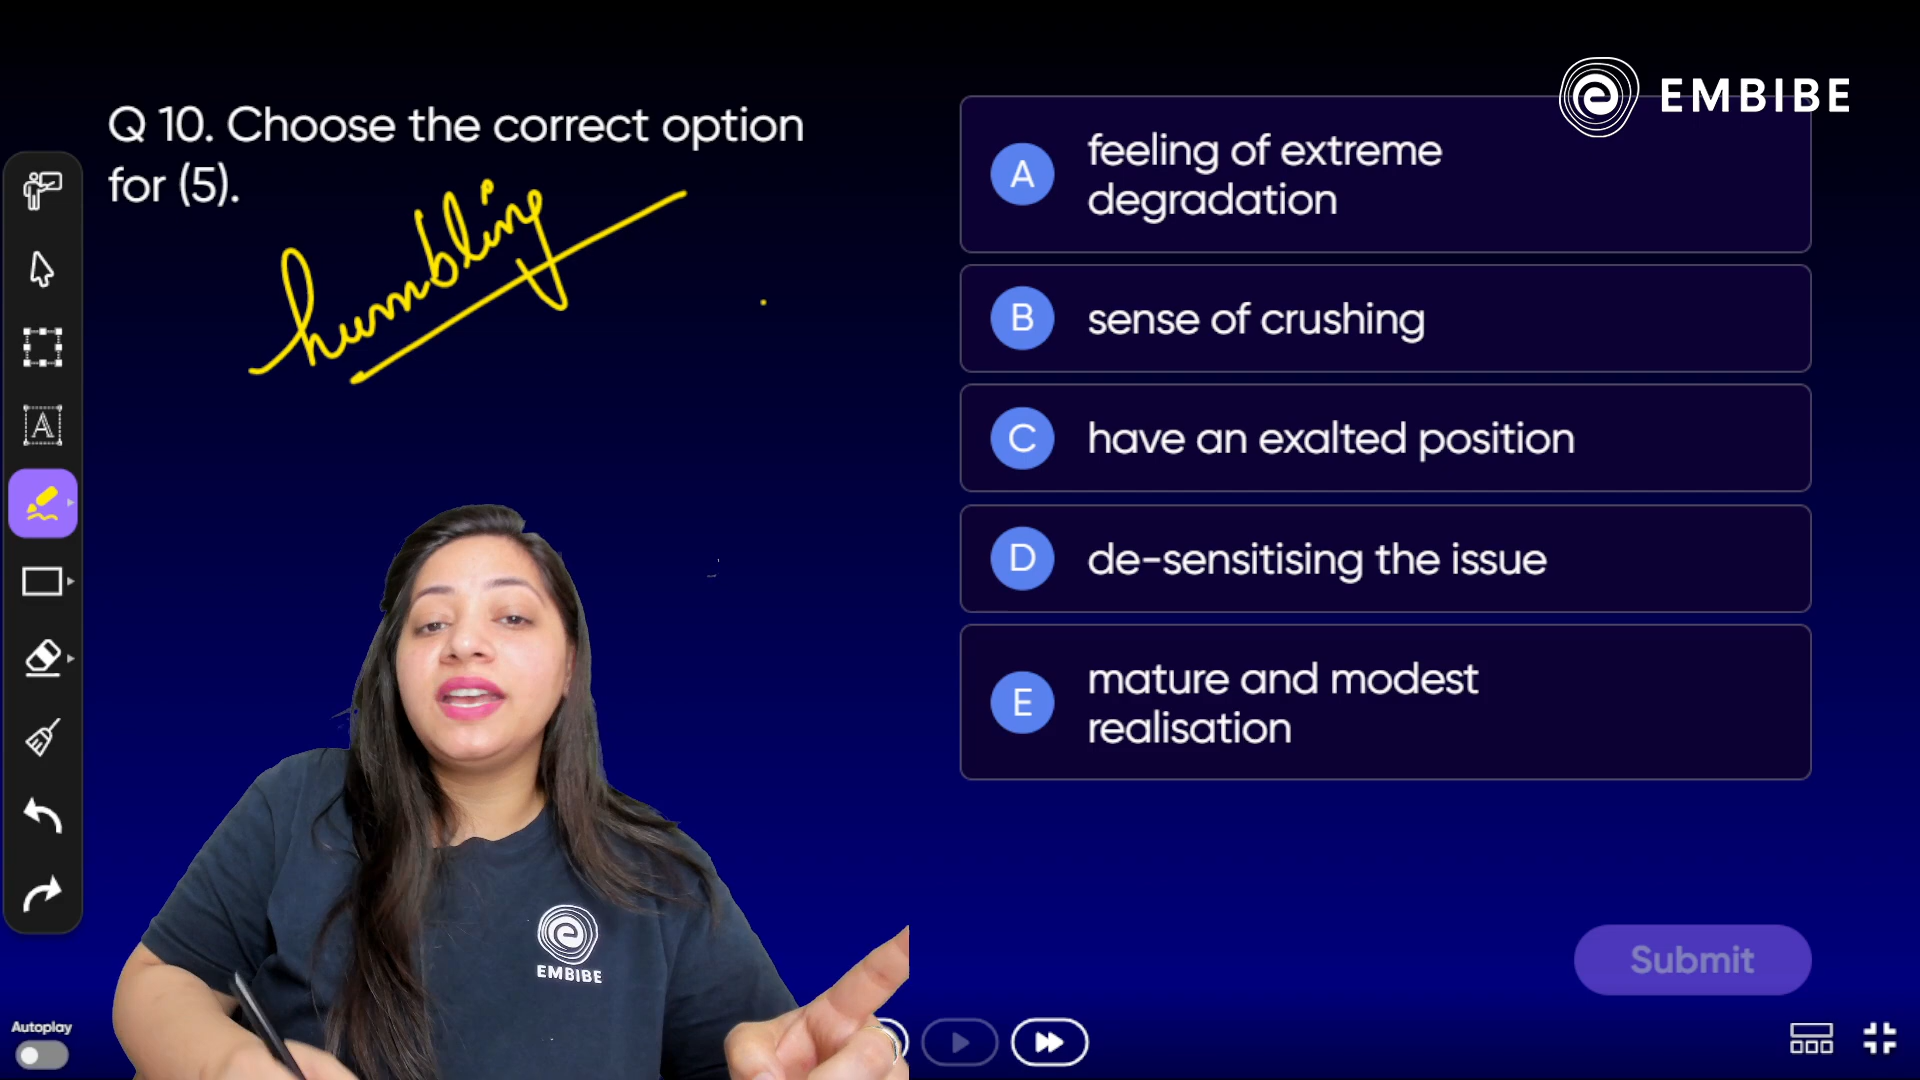 EMBIBE
Q 10. Choose the correct option
for (5).
humbling
A
feeling of extreme
degradation
B
sense of crushing
C
have an exalted position
D
de-sensitising the issue
E
mature and modest
realisation
A
EMBIBE
Submit
Autoplay